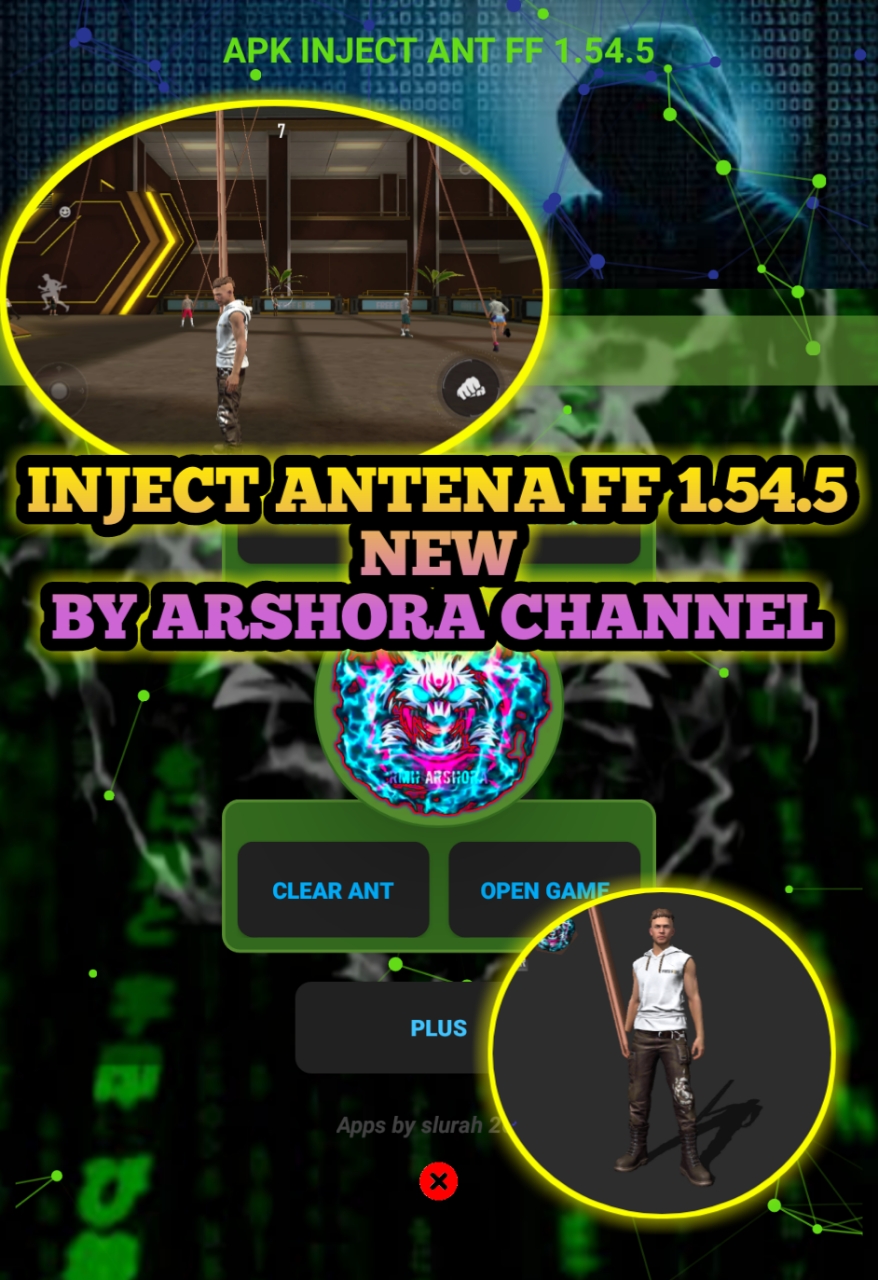 APK INJECT ANT FF 1.54.5
7
INJECT ANTENA FF 1.54.5
NEW
BY ARSHORA CHANNEL
ARSHORA
CLEAR ANT
OPEN GAME
PLUS
Apps by slurah